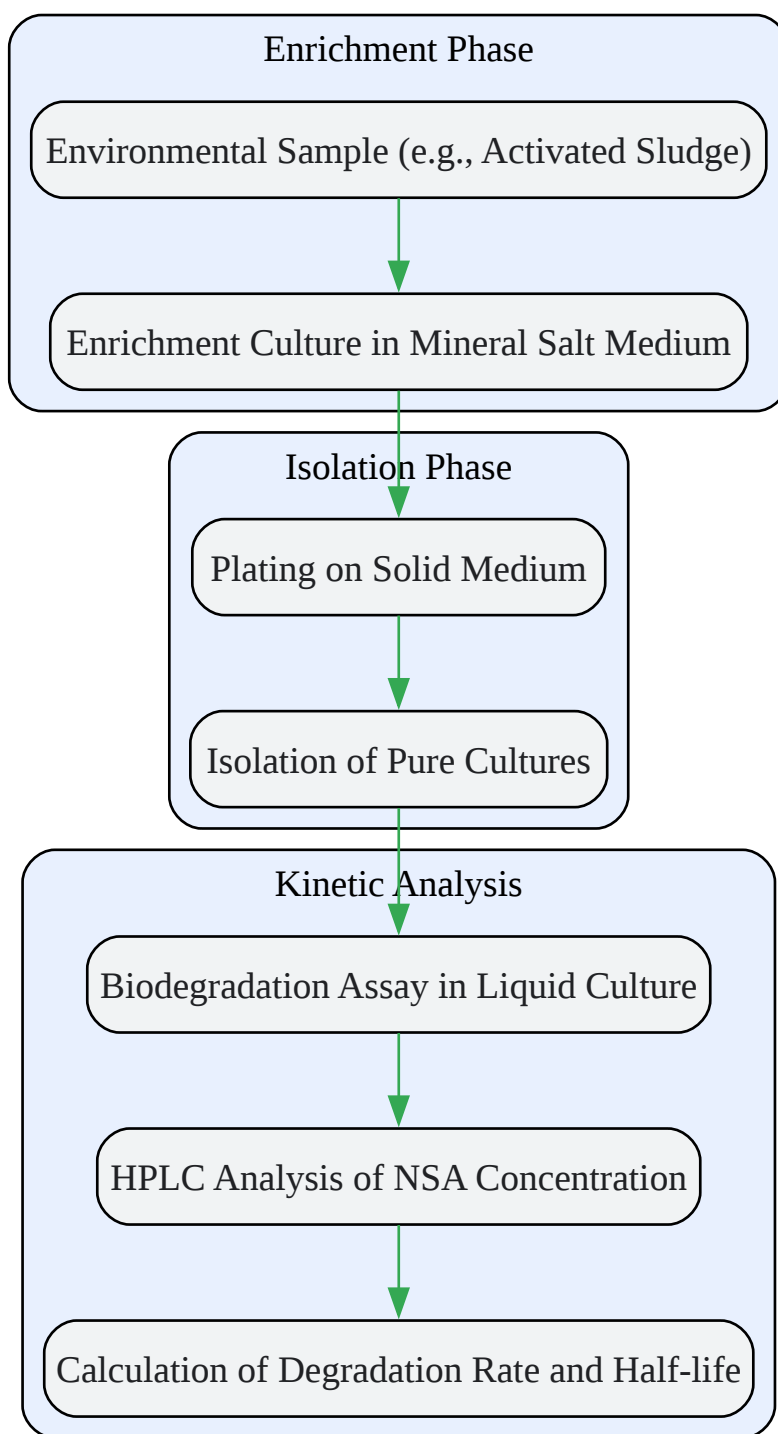 Enrichment Phase
Environmental Sample (e.g., Activated Sludge)
Enrichment Culture in Mineral Salt Medium
Isolation Phase
Plating on Solid Medium
Isolation of Pure Cultures
Kinetic Analysis
Biodegradation Assay in Liquid Culture
HPLC Analysis of NSA Concentration
Calculation of Degradation Rate and Half-life